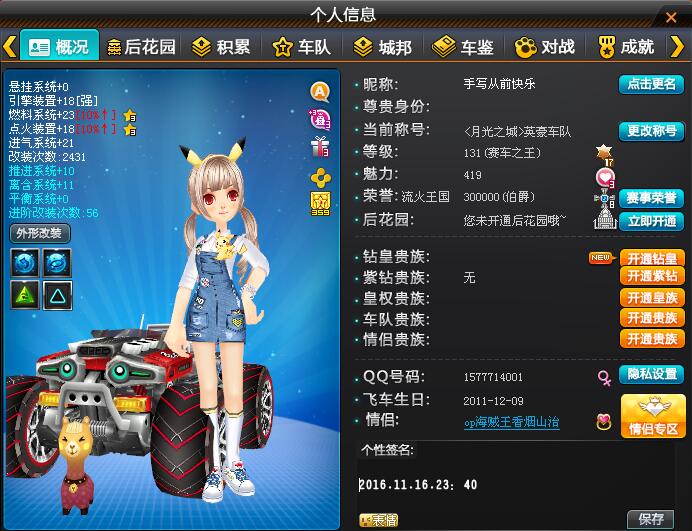 个人信息
概况 后花园 积累 车队 城邦 车鉴 对战 成就
悬挂系统+0
引擎装置+18[强]
燃料系统+23[10%↑] 3
点火装置+18[10%↑] 3
进气系统+21
改装次数:2431
推进系统+10
离合系统+11
平衡系统+0
进阶改装次数:56
外形改装
A
3
359
昵称: 手写从前快乐 点击更名
尊贵身份:
当前称号: <月光之城>英豪车队 更改称号
等级: 131(赛车之王) 17
魅力: 419 3
荣誉:流火王国 300000(伯爵) 赛事荣誉
后花园: 您未开通后花园哦~ 立即开通
钻皇贵族: NEW 开通钻皇
紫钻贵族: 无 开通紫钻
皇权贵族: 开通皇族
车队贵族: 开通贵族
情侣贵族: 开通贵族
QQ号码: 1577714001 隐私设置
飞车生日: 2011-12-09
情侣: op海贼王香烟山治 情侣专区
个性签名:
2016.11.16.23: 40
表情 保存